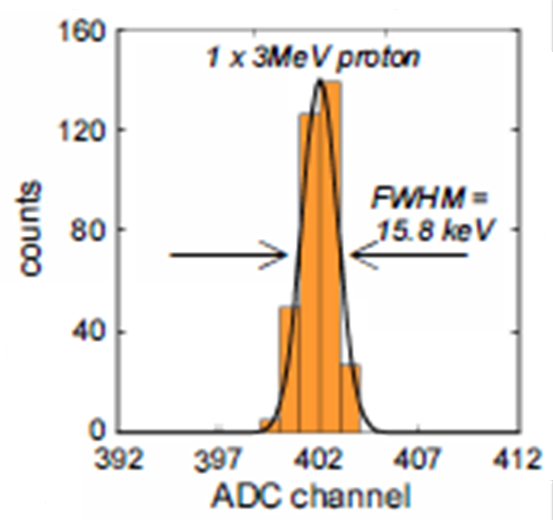 160
1 x 3MeV proton
120
FWHM =
80
15.8 keV
counts
40
0
392 397 402 407 412
ADC channel